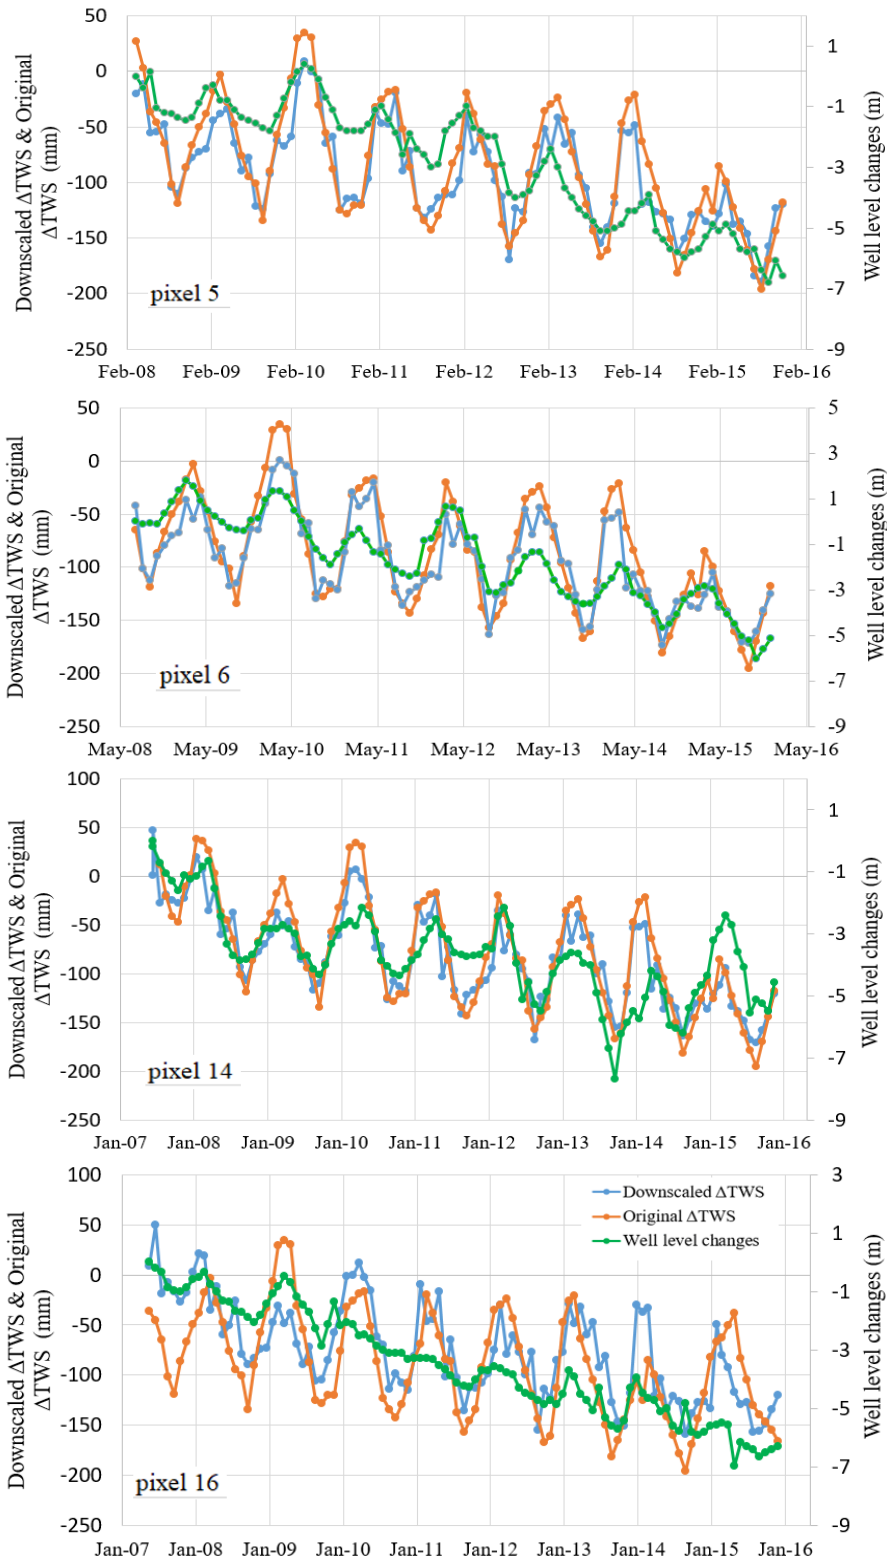 Downscaled ΔTWS & Original
ΔTWS (mm)
50
0
-50
-100
-150
-200
-250
1
-1
-3
-5
-7
-9
Well level changes (m)
pixel 5
Feb-08 Feb-09 Feb-10 Feb-11 Feb-12 Feb-13 Feb-14 Feb-15 Feb-16
Downscaled ΔTWS & Original
ΔTWS (mm)
50
0
-50
-100
-150
-200
-250
5
3
1
-1
-3
-5
-7
-9
Well level changes (m)
pixel 6
May-08 May-09 May-10 May-11 May-12 May-13 May-14 May-15 May-16
Downscaled ΔTWS & Original
ΔTWS (mm)
100
50
0
-50
-100
-150
-200
-250
1
-1
-3
-5
-7
-9
Well level changes (m)
pixel 14
Jan-07 Jan-08 Jan-09 Jan-10 Jan-11 Jan-12 Jan-13 Jan-14 Jan-15 Jan-16
Downscaled ΔTWS & Original
ΔTWS (mm)
100
50
0
-50
-100
-150
-200
-250
3
1
-1
-3
-5
-7
-9
Well level changes (m)
Downscaled ΔTWS
Original ΔTWS
Well level changes
pixel 16
Jan-07 Jan-08 Jan-09 Jan-10 Jan-11 Jan-12 Jan-13 Jan-14 Jan-15 Jan-16